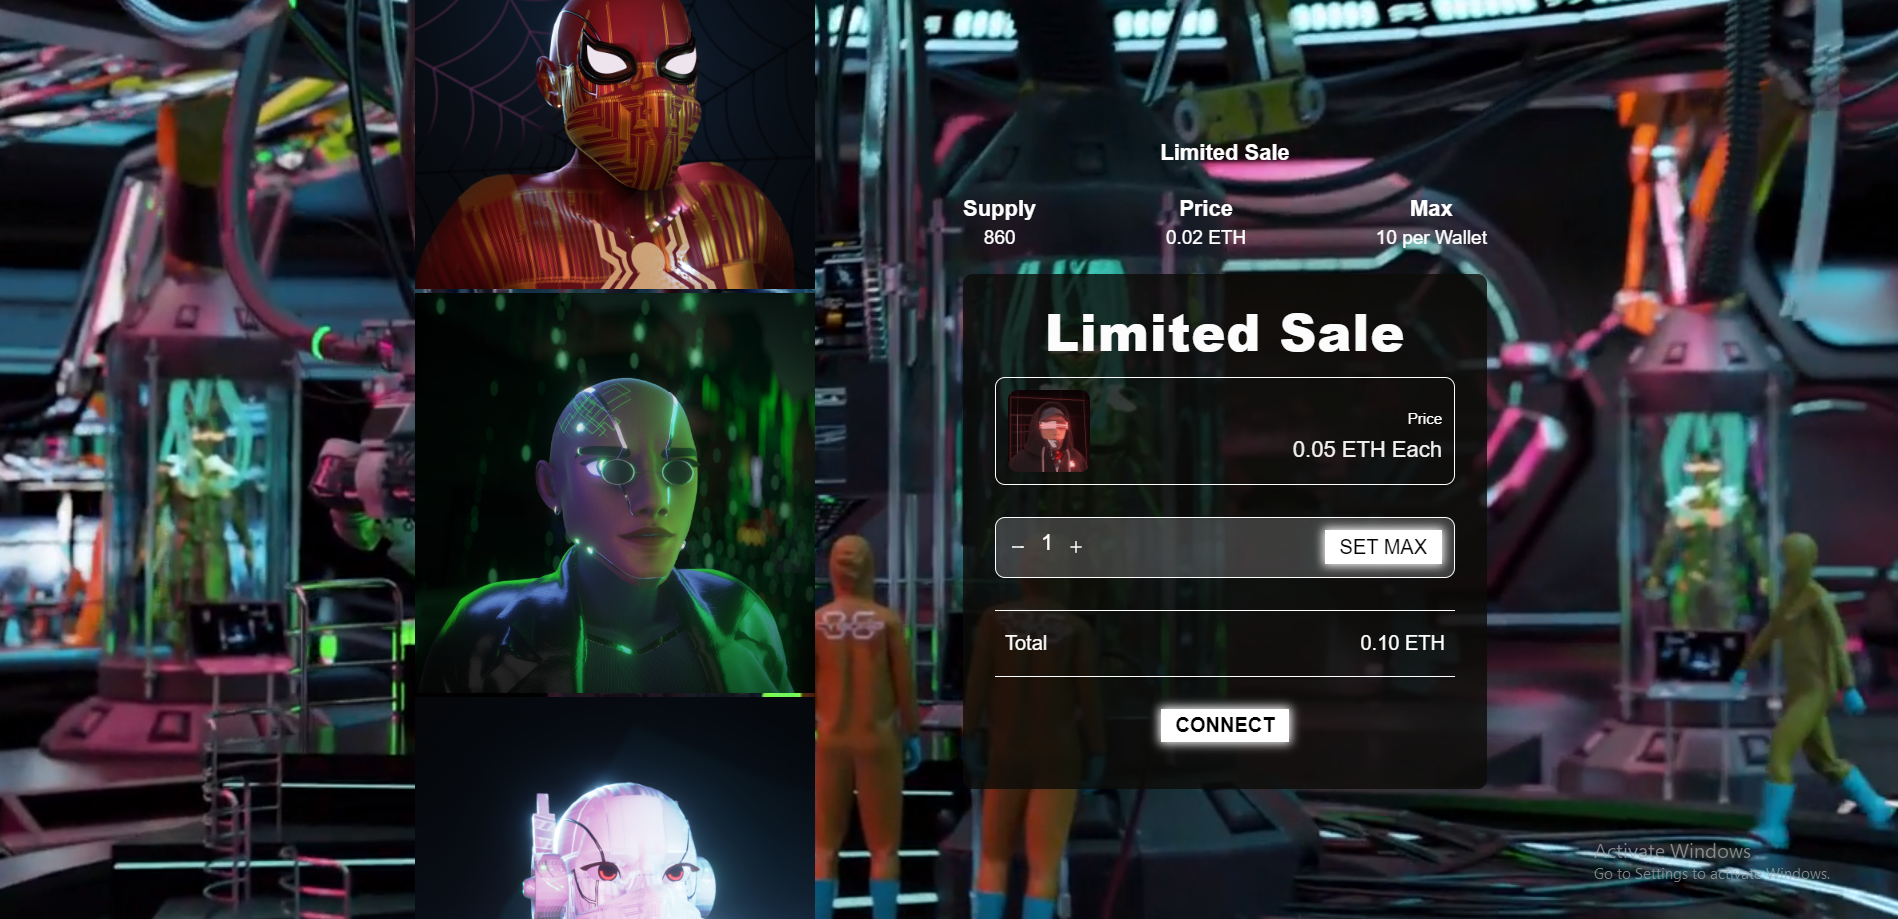 Limited Sale
Supply Price Max
860 0.02 ETH 10 per Wallet
Limited Sale
Price
0.05 ETH Each
− 1 + SET MAX
Total 0.10 ETH
CONNECT
Activate Windows
Go to Settings to activate Windows.